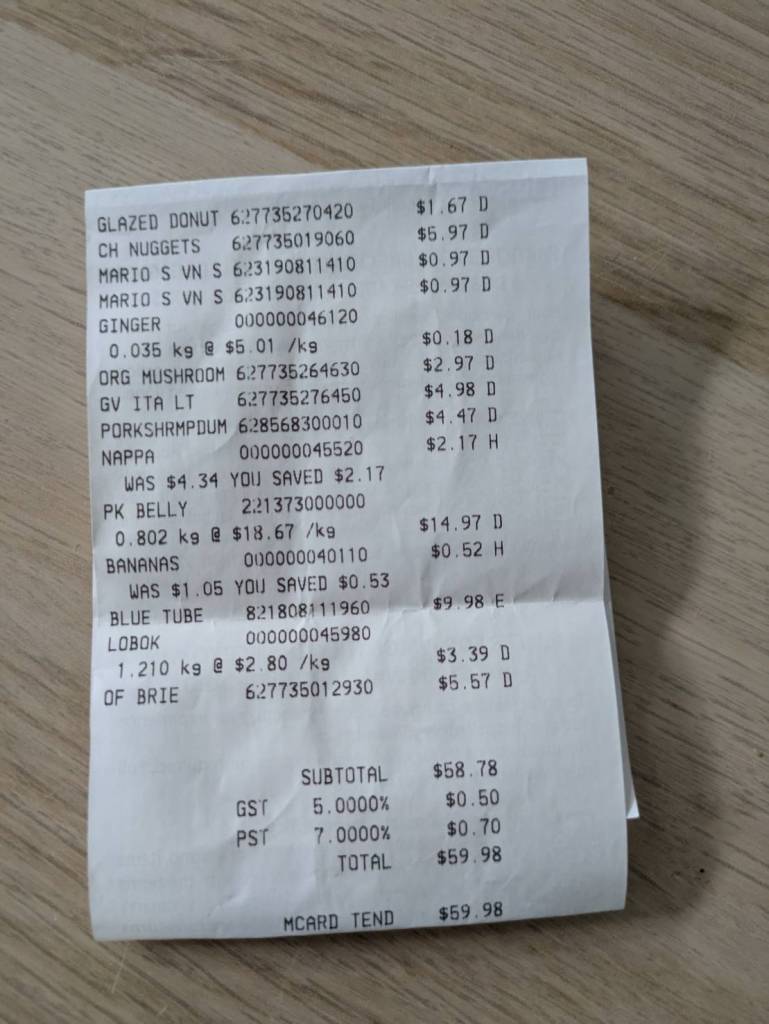 GLAZED DONUT 627735270420 $1.67 D
CH NUGGETS 627735019060 $5.97 D
MARIO'S VN S 623190811410 $0.97 D
MARIO'S VN S 623190811410 $0.97 D
GINGER 000000046120
0.035 kg @ $5.01 /kg $0.18 D
ORG MUSHROOM 627735264630 $2.97 D
GV ITA LT 627735276450 $4.98 D
PORKSHRMPDUM 628568300010 $4.47 D
NAPPA 000000045520 $2.17 H
WAS $4.34 YOU SAVED $2.17
PK BELLY 221373000000
0.802 kg @ $18.67 /kg $14.97 D
BANANAS 000000040110 $0.52 H
WAS $1.05 YOU SAVED $0.53
BLUE TUBE 821808111960 $9.98 E
LOBOK 000000045980
1.210 kg @ $2.80 /kg $3.39 D
OF BRIE 627735012930 $5.57 D
SUBTOTAL $58.78
GST 5.0000% $0.50
PST 7.0000% $0.70
TOTAL $59.98
MCARD TEND $59.98